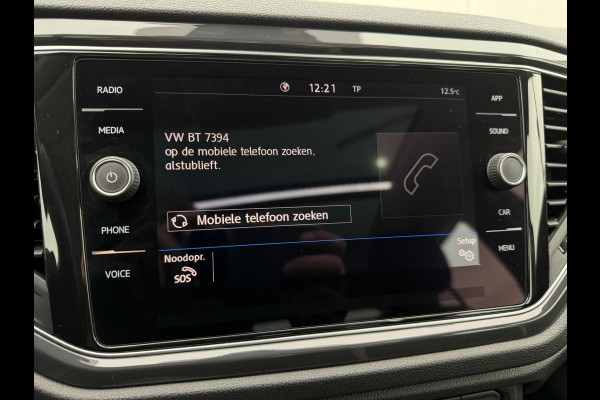 RADIO
MEDIA
PHONE
VOICE
12:21 TP 12.5°C
VW BT 7394
op de mobiele telefoon zoeken,
alstublieft.
Mobiele telefoon zoeken
Noodopr.
SOS
Setup
APP
SOUND
CAR
MENU